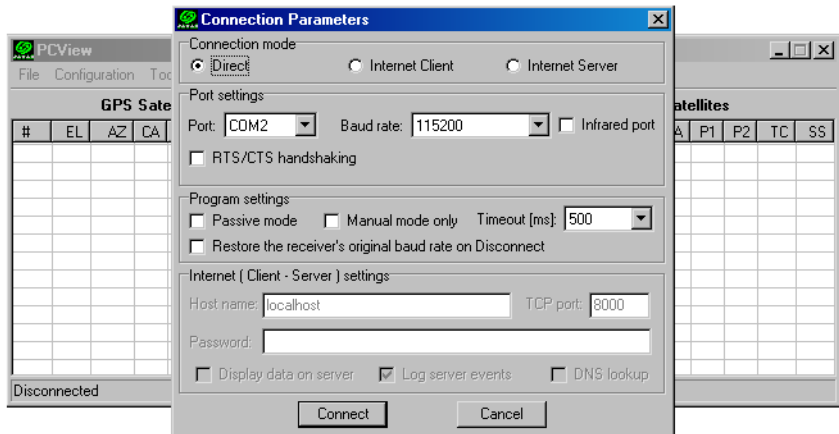 Connection Parameters
PCView
File Configuration
GPS
# EL AZ CA
Connection mode
Direct Internet Client Internet Server
Port settings
Port: COM2 Baud rate: 115200 Infrared port
RTS/CTS handshaking
Program settings
Passive mode Manual mode only Timeout [ms]: 500
Restore the receiver's original baud rate on Disconnect
Internet ( Client - Server ) settings
Host name: localhost TCP port: 8000
Password:
Display data on server Log server events DNS lookup
Connect Cancel
P1 P2 TC SS
Disconnected